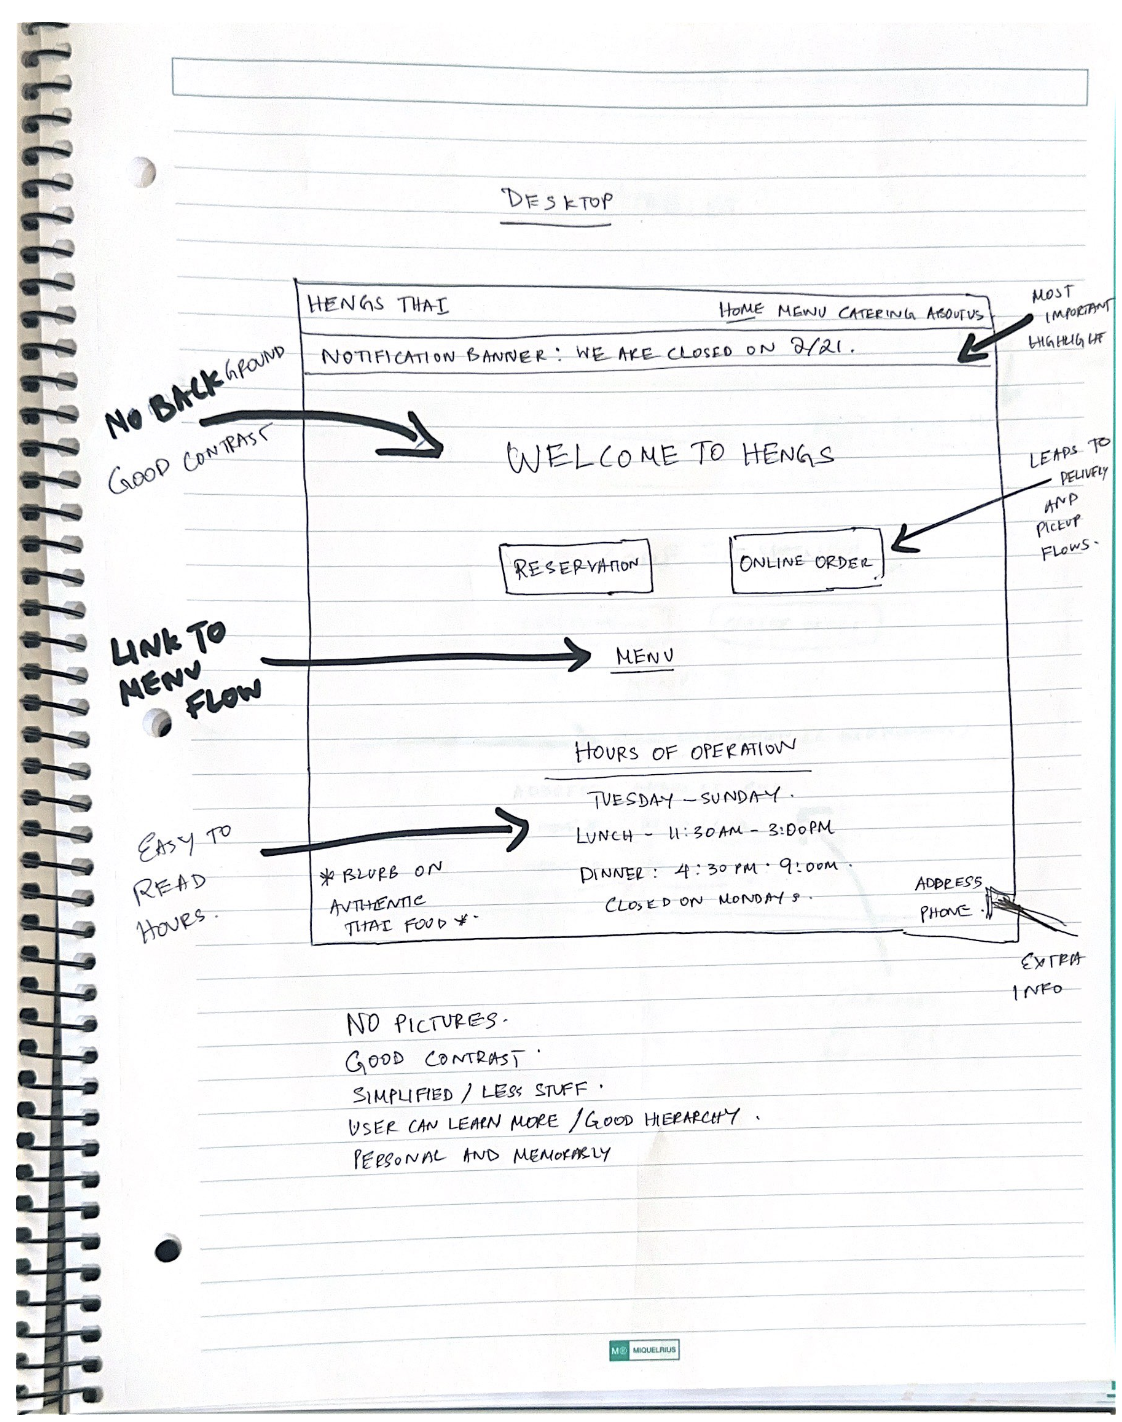 DESKTOP
HENGS THAI
HOME MENU CATERING ABOUT US
NOTIFICATION BANNER : WE ARE CLOSED ON 2/21.
MOST
IMPORTANT
HIGHLIGHT
NO BACKGROUND
GOOD CONTRAST
WELCOME TO HENGS
LEADS TO
DELIVELY
AND
PICKUP
FLOWS.
RESERVATION
ONLINE ORDER
LINK TO
MENU
FLOW
MENU
HOURS OF OPERATION
TUESDAY - SUNDAY.
LUNCH - 11:30AM - 3:00PM
DINNER : 4:30PM - 9:00M.
CLOSED ON MONDAYS.
EASY TO
READ
HOURS.
* BLURB ON
AUTHENTIC
THAI FOOD *.
ADDRESS
PHONE.
EXTRA
INFO
NO PICTURES.
GOOD CONTRAST.
SIMPLIFIED / LESS STUFF.
USER CAN LEARN MORE / GOOD HIERARCHY.
PERSONAL AND MEMORABLY
M® MIQUELRIUS